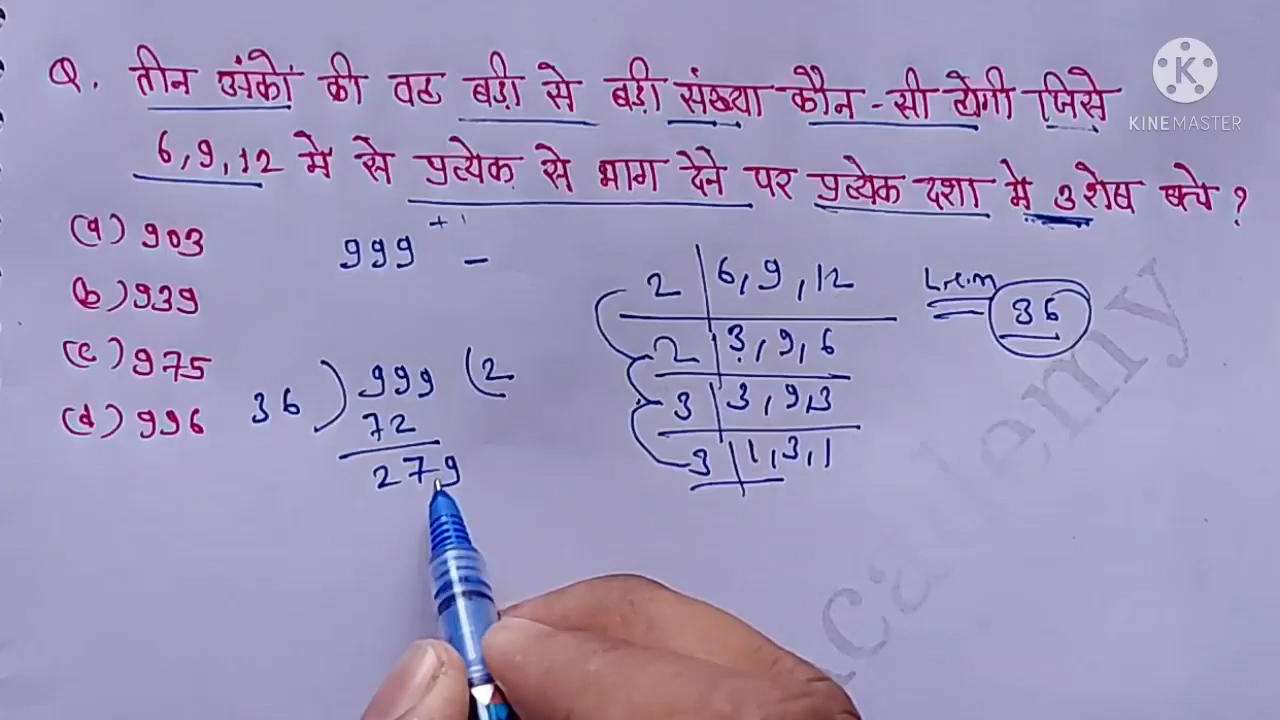 Q. तीन अंको की वह बड़ी से बड़ी संख्या कौन-सी होगी जिसे
6, 9, 12 में से प्रत्येक से भाग देने पर प्रत्येक दशा में 3 शेष बचे ?
(a) 903
(b) 939
(c) 975
(d) 996
999 + -
36 ) 999 ( 2
72
279
2 | 6, 9, 12
2 | 3, 9, 6
3 | 3, 9, 3
3 | 1, 3, 1
L.C.M 36
K
KINEMASTER
cademy